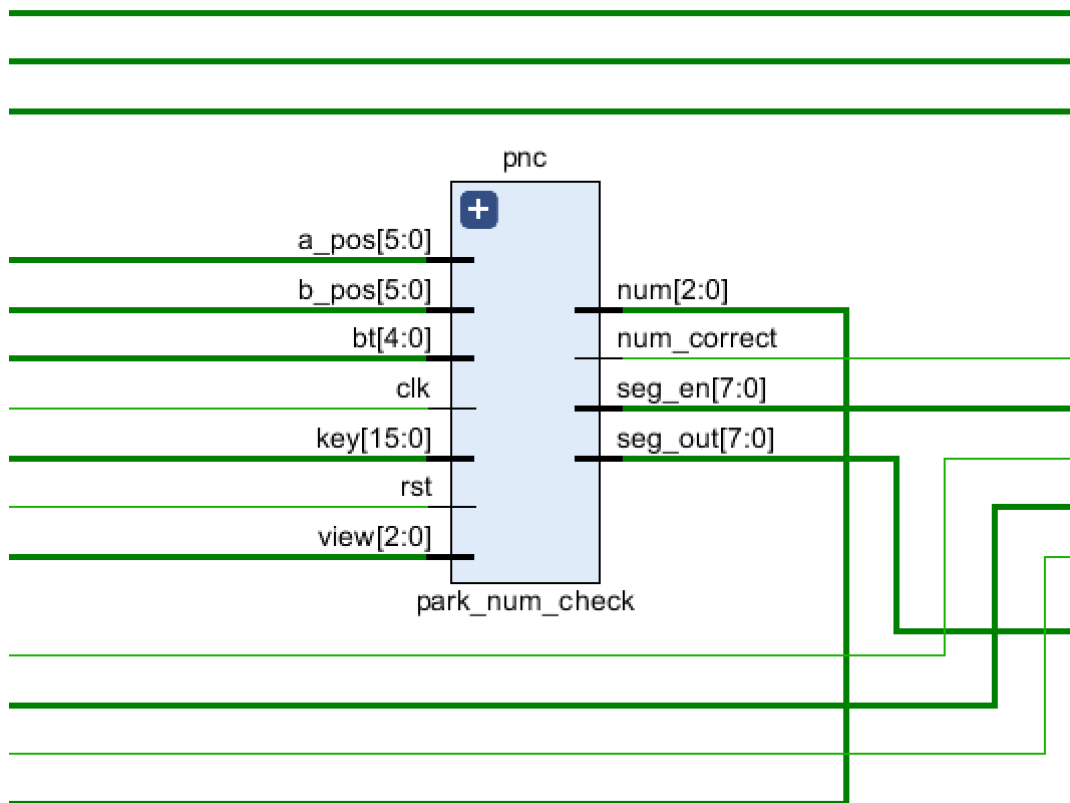 pnc
a_pos[5:0]
b_pos[5:0]
bt[4:0]
clk
key[15:0]
rst
view[2:0]
num[2:0]
num_correct
seg_en[7:0]
seg_out[7:0]
park_num_check